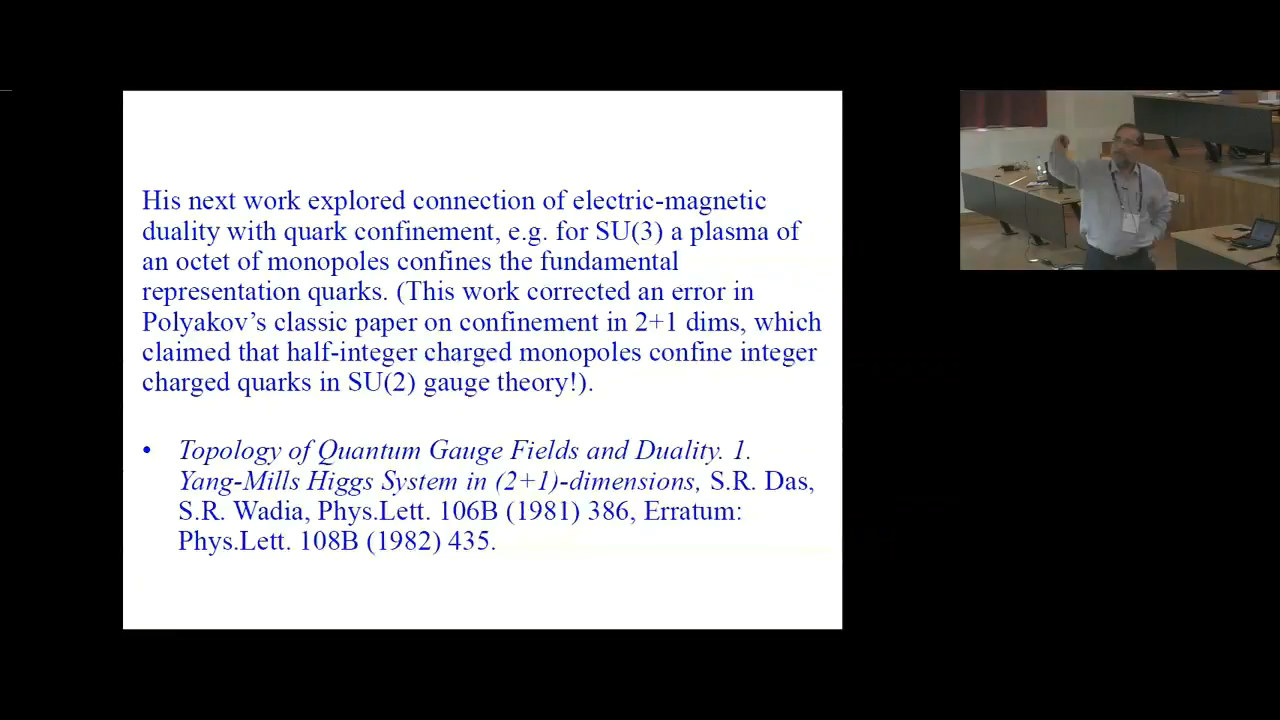 His next work explored connection of electric-magnetic
duality with quark confinement, e.g. for SU(3) a plasma of
an octet of monopoles confines the fundamental
representation quarks. (This work corrected an error in
Polyakov’s classic paper on confinement in 2+1 dims, which
claimed that half-integer charged monopoles confine integer
charged quarks in SU(2) gauge theory!).
• Topology of Quantum Gauge Fields and Duality. 1.
Yang-Mills Higgs System in (2+1)-dimensions, S.R. Das,
S.R. Wadia, Phys.Lett. 106B (1981) 386, Erratum:
Phys.Lett. 108B (1982) 435.